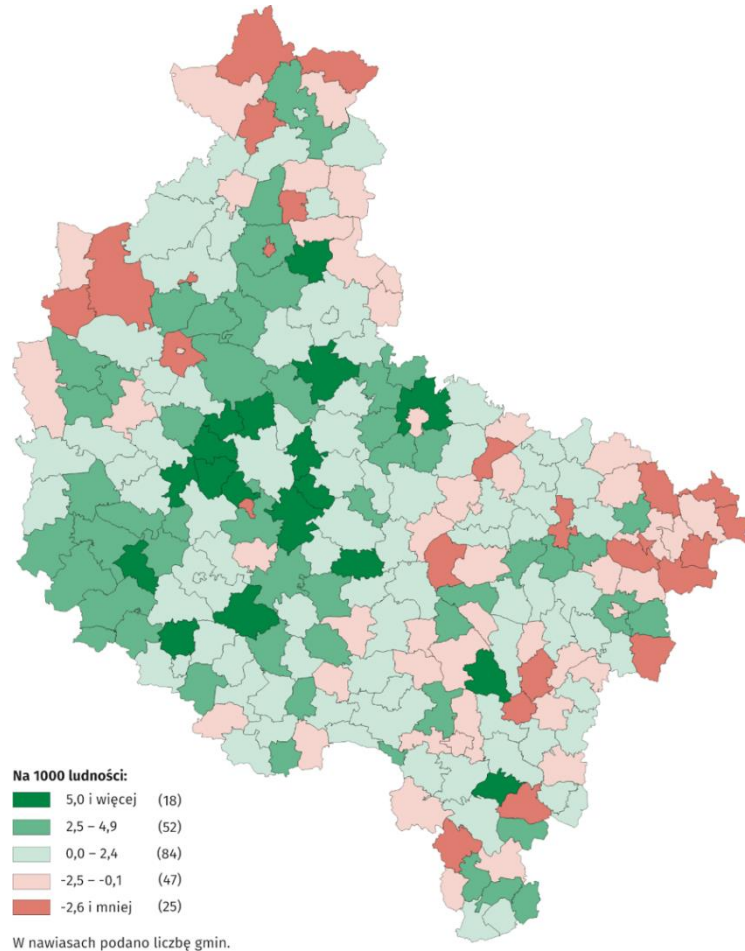 Na 1000 ludności:
5,0 i więcej (18)
2,5 – 4,9 (52)
0,0 – 2,4 (84)
-2,5 – -0,1 (47)
-2,6 i mniej (25)
W nawiasach podano liczbę gmin.